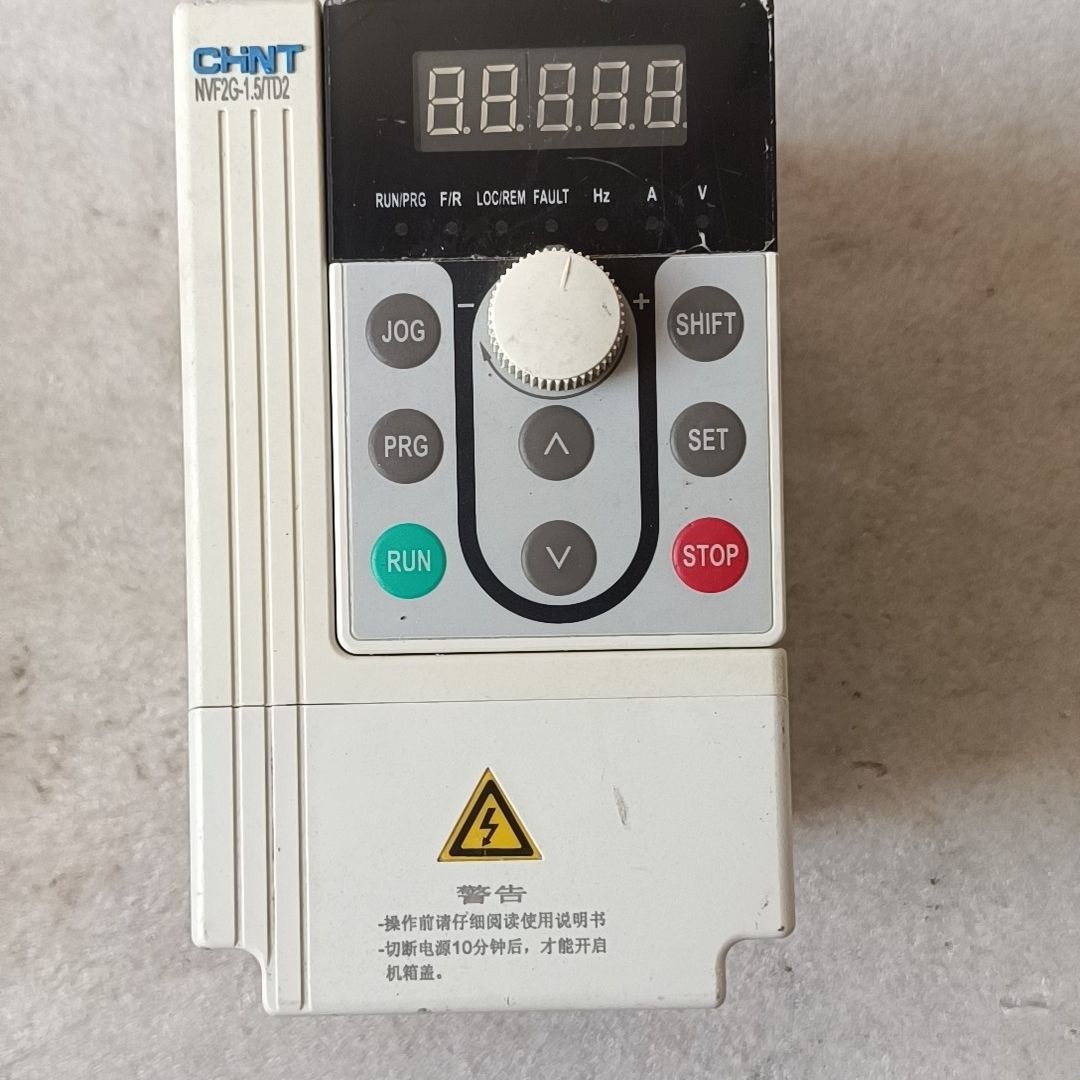 CHNT
NVF2G-1.5/TD2
RUN/PRG F/R LOC/REM FAULT Hz A V
- +
JOG SHIFT
PRG ∧ SET
RUN ∨ STOP
警告
-操作前请仔细阅读使用说明书
-切断电源10分钟后，才能开启
机箱盖。